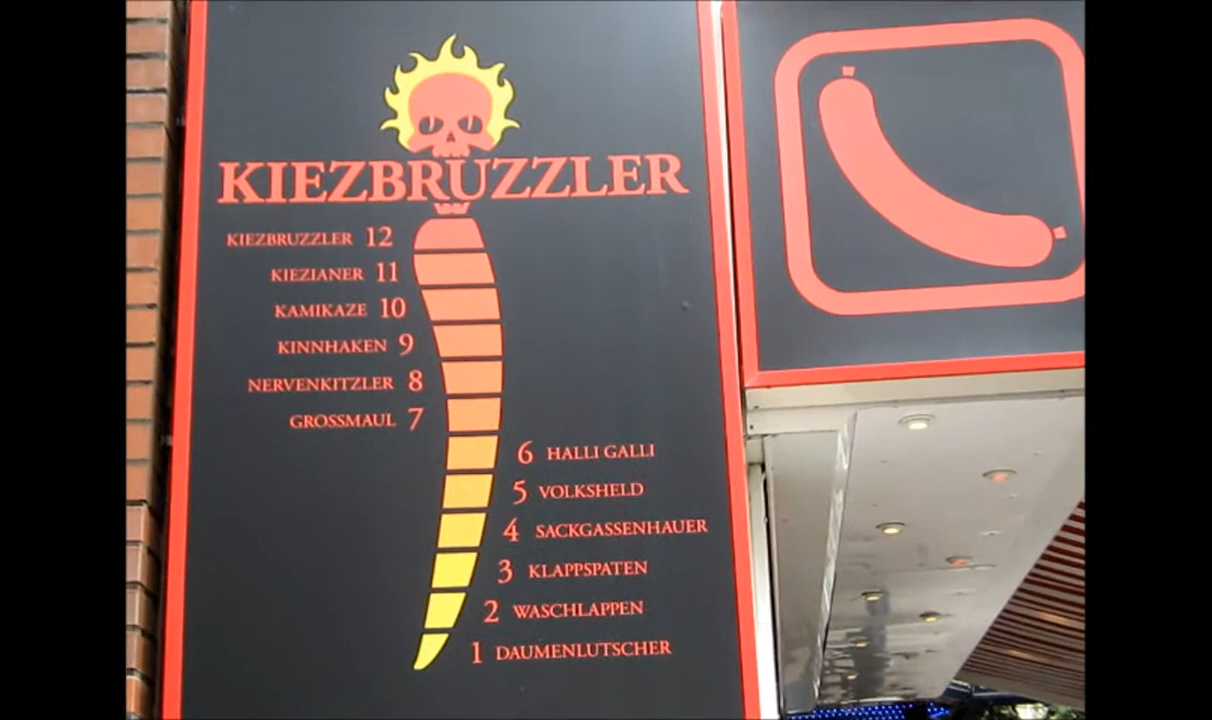 KIEZBRUZZLER
KIEZBRUZZLER 12
KIEZIANER 11
KAMIKAZE 10
KINNHAKEN 9
NERVENKITZLER 8
GROSSMAUL 7
6 HALLI GALLI
5 VOLKSHELD
4 SACKGASSENHAUER
3 KLAPPSPATEN
2 WASCHLAPPEN
1 DAUMENLUTSCHER